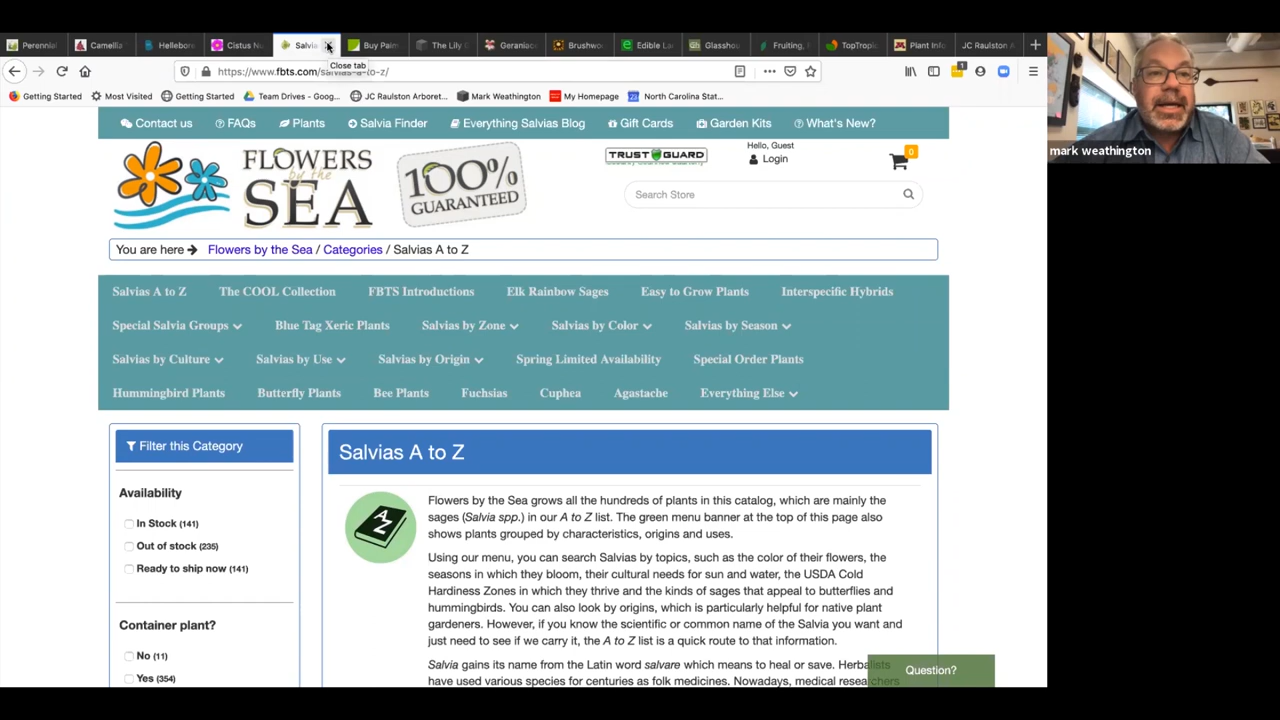 Perennial
Camellia
Hellebore
Cistus Nu
Salvia
Buy Palm
The Lily G
Geraniace
Brushwo
Edible Lan
Glasshou
Fruiting,
TopTropic
Plant Info
JC Raulston A
Close tab
https://www.fbts.com/salvias-a-to-z/
1
Getting Started
Most Visited
Getting Started
Team Drives - Goog...
JC Raulston Arboret...
Mark Weathington
My Homepage
North Carolina Stat...
mark weathington
Contact us
FAQs
Plants
Salvia Finder
Everything Salvias Blog
Gift Cards
Garden Kits
What's New?
FLOWERS by the SEA
100% GUARANTEED
TRUST GUARD
Hello, Guest
Login
0
Search Store
You are here → Flowers by the Sea / Categories / Salvias A to Z
Salvias A to Z
The COOL Collection
FBTS Introductions
Elk Rainbow Sages
Easy to Grow Plants
Interspecific Hybrids
Special Salvia Groups
Blue Tag Xeric Plants
Salvias by Zone
Salvias by Color
Salvias by Season
Salvias by Culture
Salvias by Use
Salvias by Origin
Spring Limited Availability
Special Order Plants
Hummingbird Plants
Butterfly Plants
Bee Plants
Fuchsias
Cuphea
Agastache
Everything Else
Filter this Category
Availability
In Stock (141)
Out of stock (235)
Ready to ship now (141)
Container plant?
No (11)
Yes (354)
Salvias A to Z
A Z
Flowers by the Sea grows all the hundreds of plants in this catalog, which are mainly the
sages (Salvia spp.) in our A to Z list. The green menu banner at the top of this page also
shows plants grouped by characteristics, origins and uses.
Using our menu, you can search Salvias by topics, such as the color of their flowers, the
seasons in which they bloom, their cultural needs for sun and water, the USDA Cold
Hardiness Zones in which they thrive and the kinds of sages that appeal to butterflies and
hummingbirds. You can also look by origins, which is particularly helpful for native plant
gardeners. However, if you know the scientific or common name of the Salvia you want and
just need to see if we carry it, the A to Z list is a quick route to that information.
Salvia gains its name from the Latin word salvare which means to heal or save. Herbalists
have used various species for centuries as folk medicines. Nowadays, medical researchers
Question?